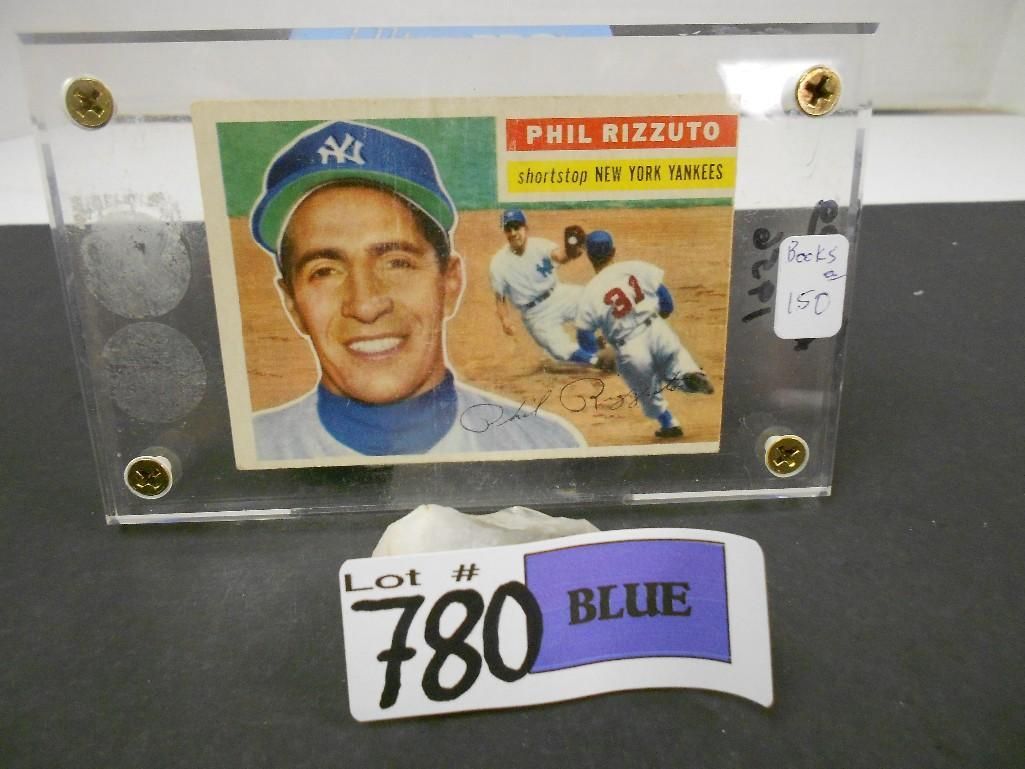 NY
PHIL RIZZUTO
shortstop NEW YORK YANKEES
31
Phil Rizzuto
Books
@
150
Lot #
780
BLUE